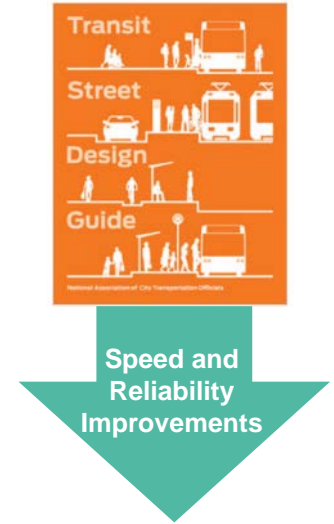 Transit
Street
Design
Guide
National Association of City Transportation Officials
Speed and
Reliability
Improvements